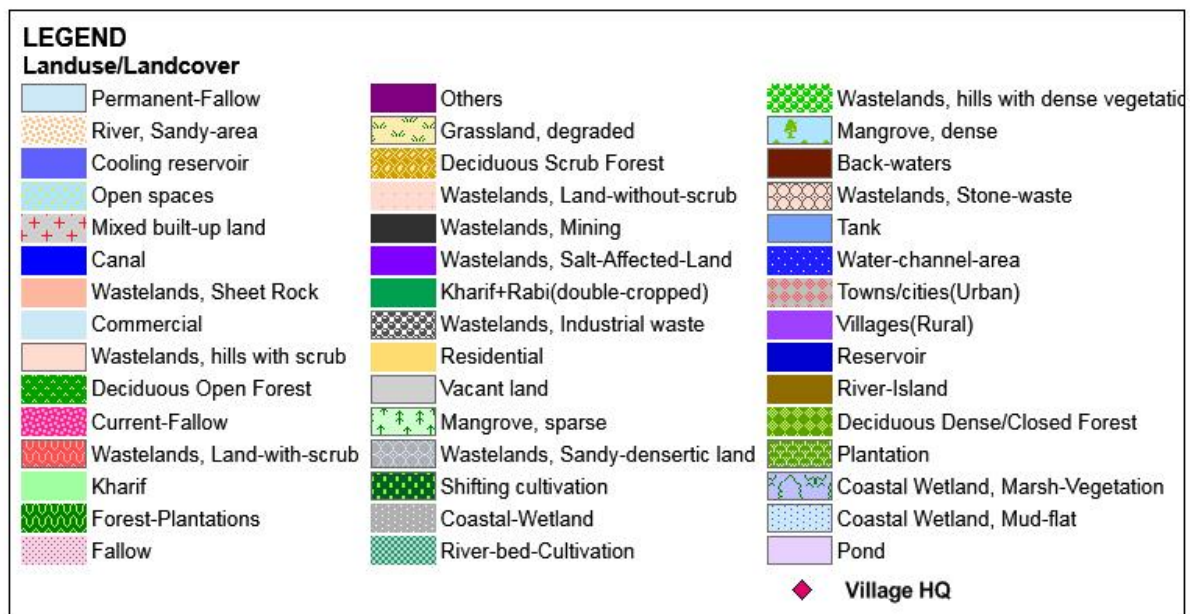 LEGEND
Landuse/Landcover
Permanent-Fallow
River, Sandy-area
Cooling reservoir
Open spaces
Mixed built-up land
Canal
Wastelands, Sheet Rock
Commercial
Wastelands, hills with scrub
Deciduous Open Forest
Current-Fallow
Wastelands, Land-with-scrub
Kharif
Forest-Plantations
Fallow
Others
Grassland, degraded
Deciduous Scrub Forest
Wastelands, Land-without-scrub
Wastelands, Mining
Wastelands, Salt-Affected-Land
Kharif+Rabi(double-cropped)
Wastelands, Industrial waste
Residential
Vacant land
Mangrove, sparse
Wastelands, Sandy-densertic land
Shifting cultivation
Coastal-Wetland
River-bed-Cultivation
Wastelands, hills with dense vegetatio
Mangrove, dense
Back-waters
Wastelands, Stone-waste
Tank
Water-channel-area
Towns/cities(Urban)
Villages(Rural)
Reservoir
River-Island
Deciduous Dense/Closed Forest
Plantation
Coastal Wetland, Marsh-Vegetation
Coastal Wetland, Mud-flat
Pond
Village HQ